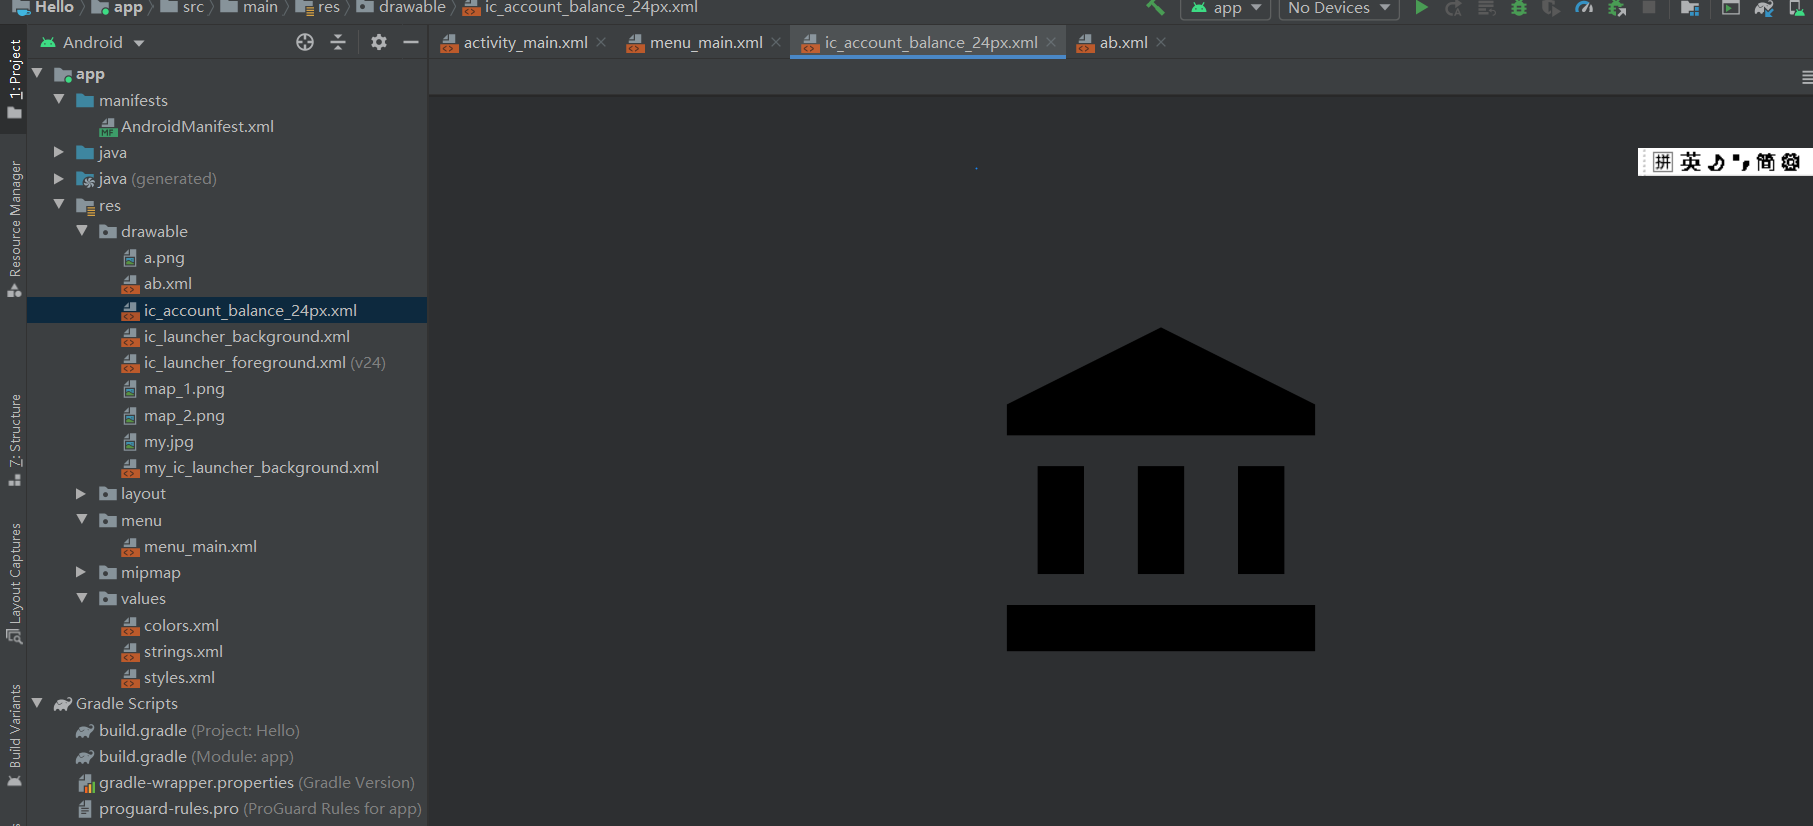 Hello app src main res drawable ic_account_balance_24px.xml app No Devices
1: Project
Resource Manager
7: Structure
Layout Captures
Build Variants
Android
app
manifests
AndroidManifest.xml
java
java (generated)
res
drawable
a.png
ab.xml
ic_account_balance_24px.xml
ic_launcher_background.xml
ic_launcher_foreground.xml (v24)
map_1.png
map_2.png
my.jpg
my_ic_launcher_background.xml
layout
menu
menu_main.xml
mipmap
values
colors.xml
strings.xml
styles.xml
Gradle Scripts
build.gradle (Project: Hello)
build.gradle (Module: app)
gradle-wrapper.properties (Gradle Version)
proguard-rules.pro (ProGuard Rules for app)
activity_main.xml menu_main.xml ic_account_balance_24px.xml ab.xml
拼 英 简